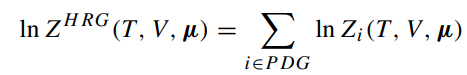 ln Z^{HRG}(T, V, 𝝁) = ∑_{i∈PDG} ln Z_i(T, V, 𝝁)